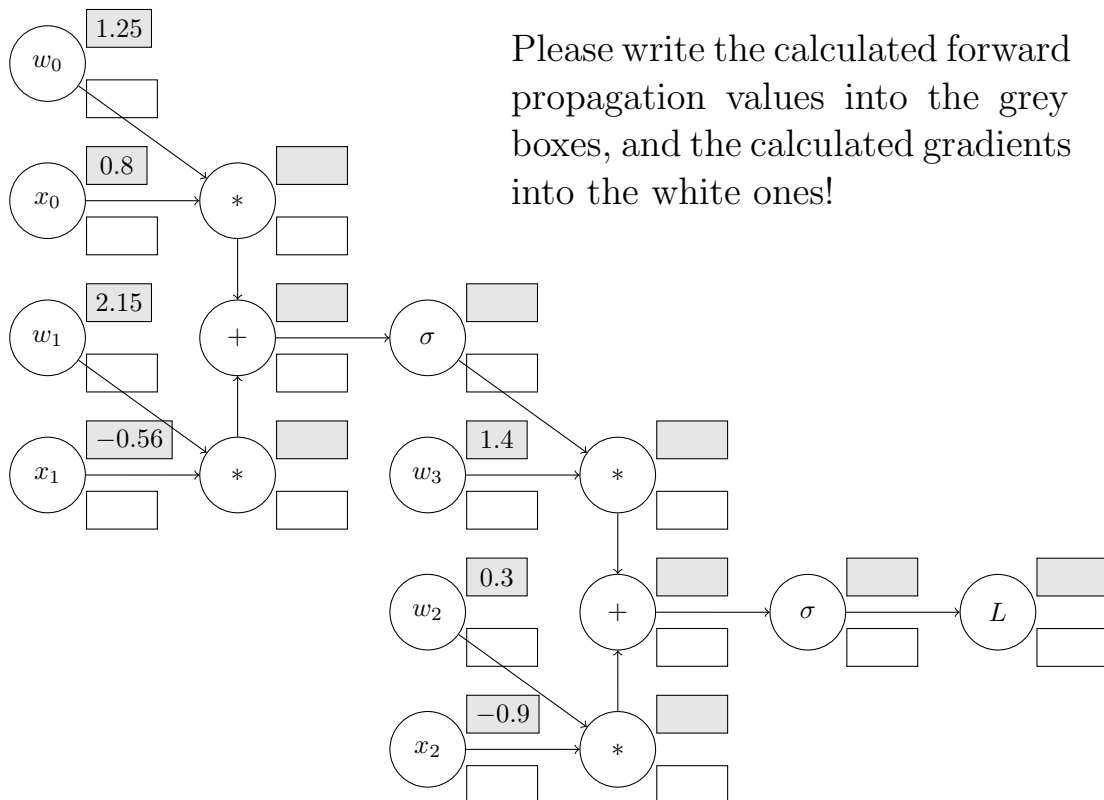 1.25
w₀
Please write the calculated forward
propagation values into the grey
boxes, and the calculated gradients
into the white ones!
0.8
x₀
*
2.15
w₁
+
σ
−0.56
1.4
x₁
*
w₃
*
0.3
w₂
+
σ
L
−0.9
x₂
*